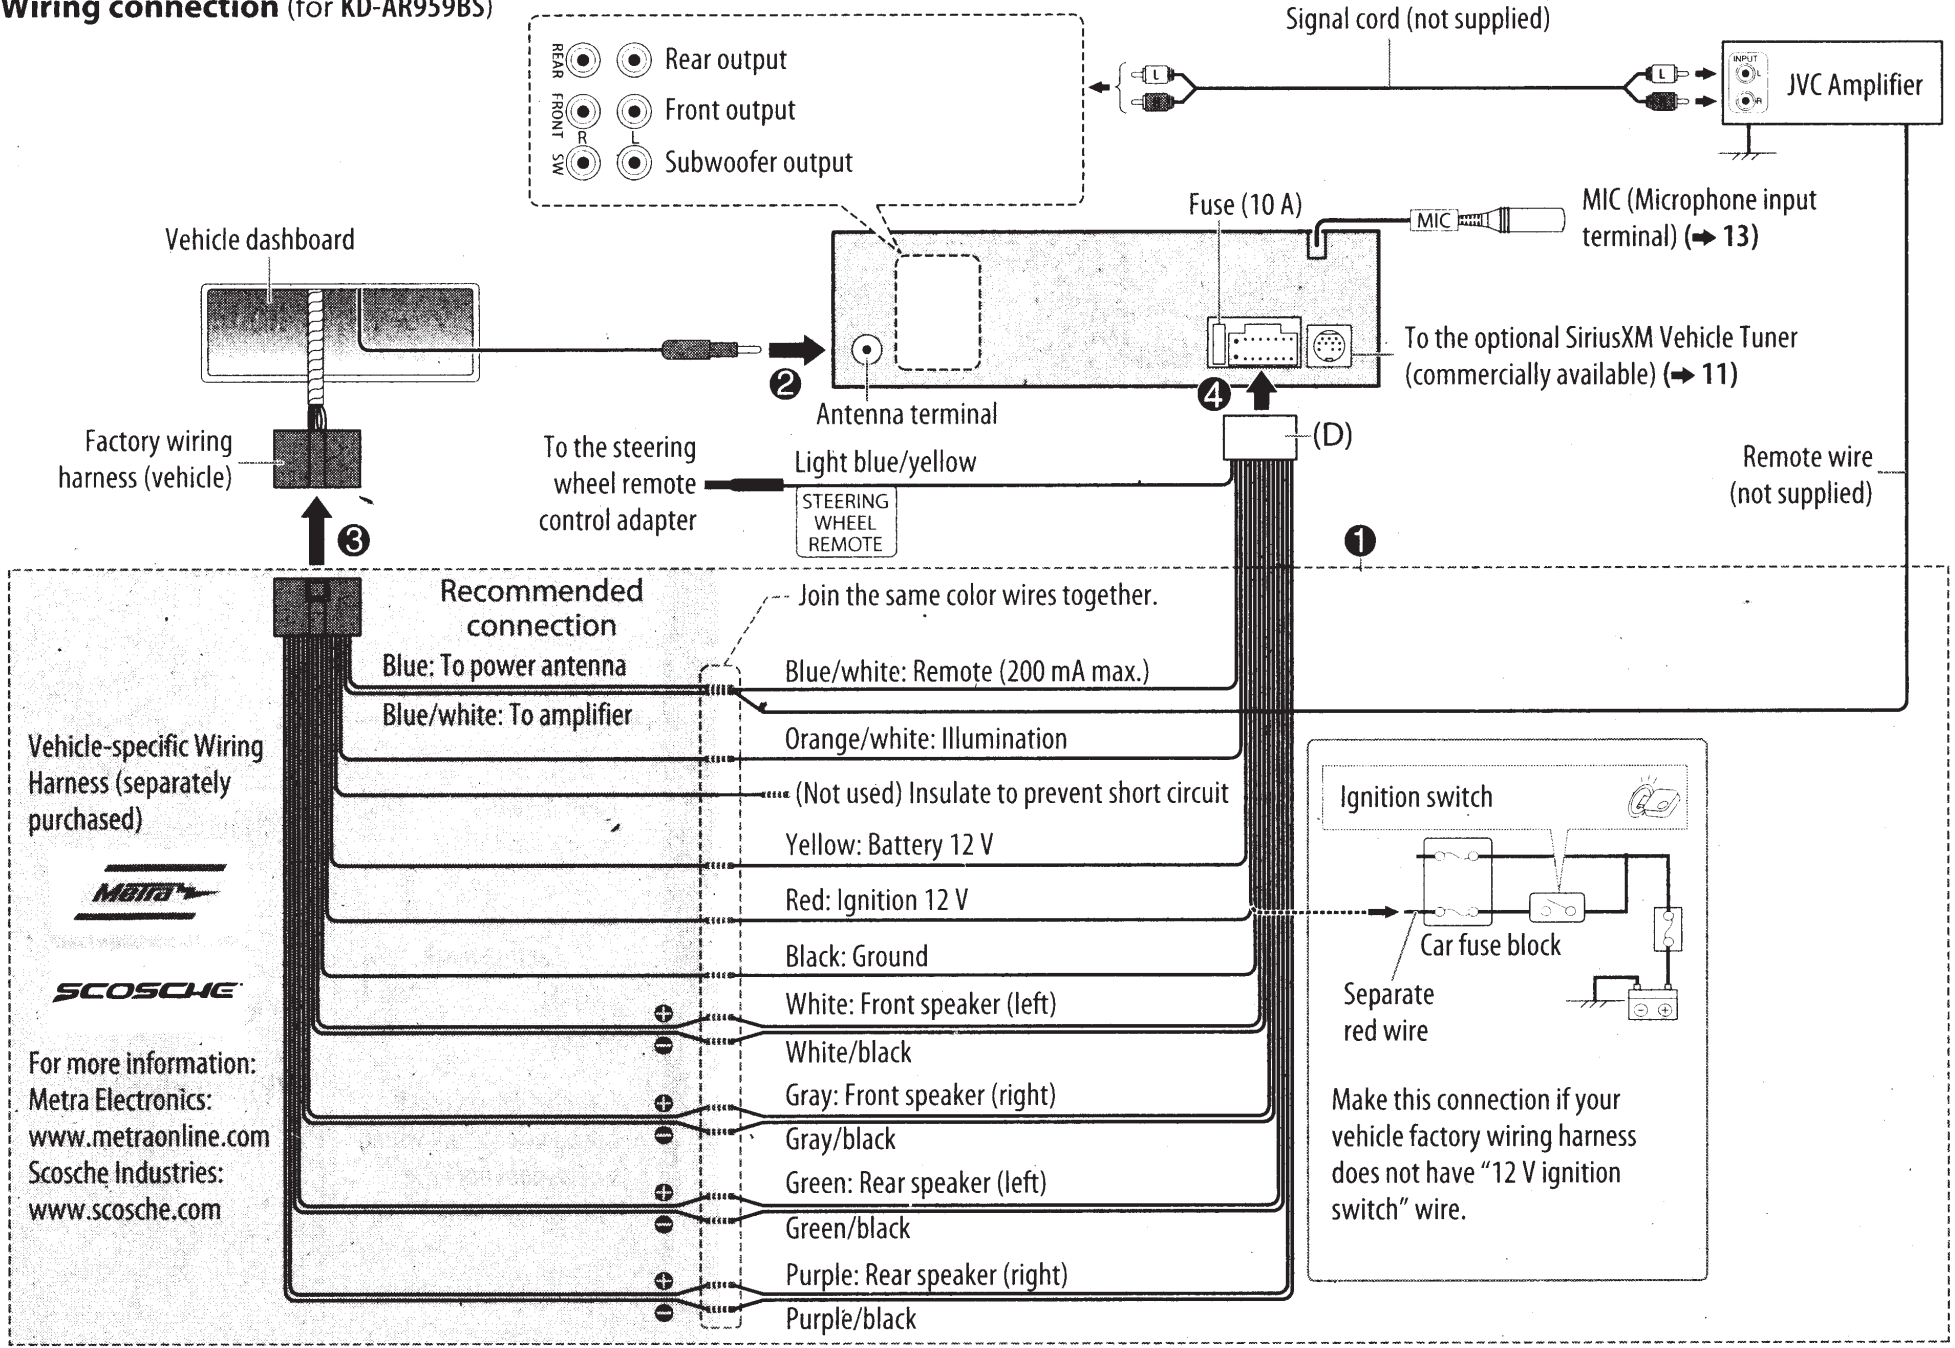 Wiring connection (for KD-AR959BS)
REAR
Rear output
FRONT
Front output
R
L
SW
Subwoofer output
Signal cord (not supplied)
L
R
L
R
INPUT
L
R
JVC Amplifier
Fuse (10 A)
MIC
MIC (Microphone input
terminal) (➡ 13)
Vehicle dashboard
2
Antenna terminal
4
To the optional SiriusXM Vehicle Tuner
(commercially available) (➡ 11)
(D)
Factory wiring
harness (vehicle)
To the steering
wheel remote
control adapter
Light blue/yellow
STEERING
WHEEL
REMOTE
Remote wire
(not supplied)
3
1
Recommended
connection
Join the same color wires together.
Blue: To power antenna
Blue/white: Remote (200 mA max.)
Blue/white: To amplifier
Orange/white: Illumination
Vehicle-specific Wiring
Harness (separately
purchased)
(Not used) Insulate to prevent short circuit
Yellow: Battery 12 V
Metra
Red: Ignition 12 V
Black: Ground
SCOSCHE
White: Front speaker (left)
White/black
Gray: Front speaker (right)
Gray/black
Green: Rear speaker (left)
Green/black
Purple: Rear speaker (right)
Purple/black
For more information:
Metra Electronics:
www.metraonline.com
Scosche Industries:
www.scosche.com
Ignition switch
Car fuse block
Separate
red wire
Make this connection if your
vehicle factory wiring harness
does not have “12 V ignition
switch” wire.